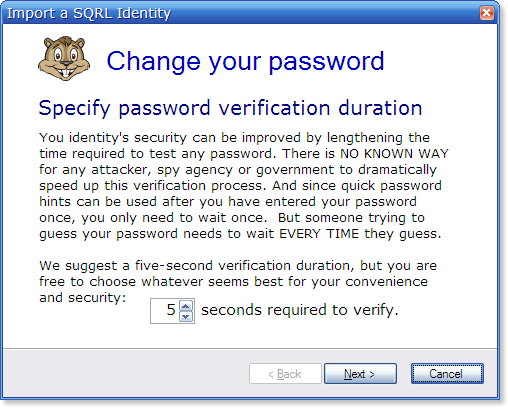 Import a SQRL Identity
Change your password
Specify password verification duration
You identity's security can be improved by lengthening the
time required to test any password. There is NO KNOWN WAY
for any attacker, spy agency or government to dramatically
speed up this verification process. And since quick password
hints can be used after you have entered your password
once, you only need to wait once.  But someone trying to
guess your password needs to wait EVERY TIME they guess.
We suggest a five-second verification duration, but you are
free to choose whatever seems best for your convenience
and security:
5 seconds required to verify.
< Back Next > Cancel